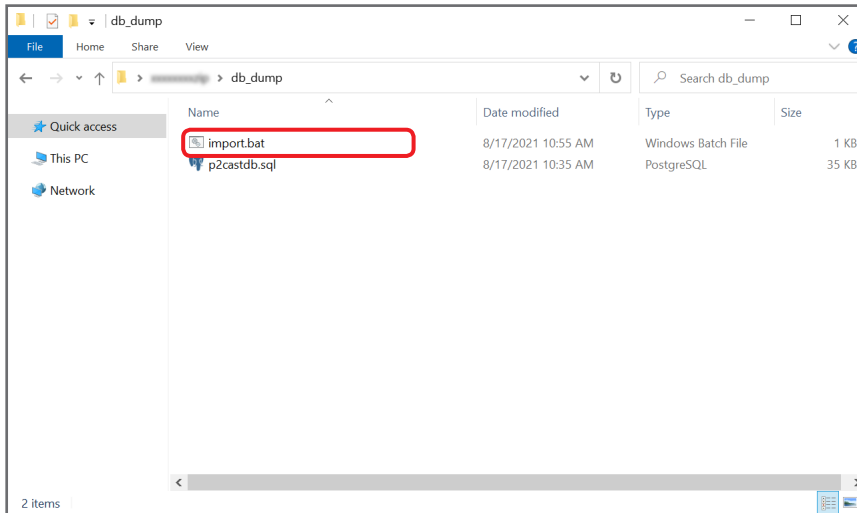 db_dump
File Home Share View
db_dump
Search db_dump
Name Date modified Type Size
Quick access
import.bat 8/17/2021 10:55 AM Windows Batch File 1 KB
This PC
p2castdb.sql 8/17/2021 10:35 AM PostgreSQL 35 KB
Network
2 items